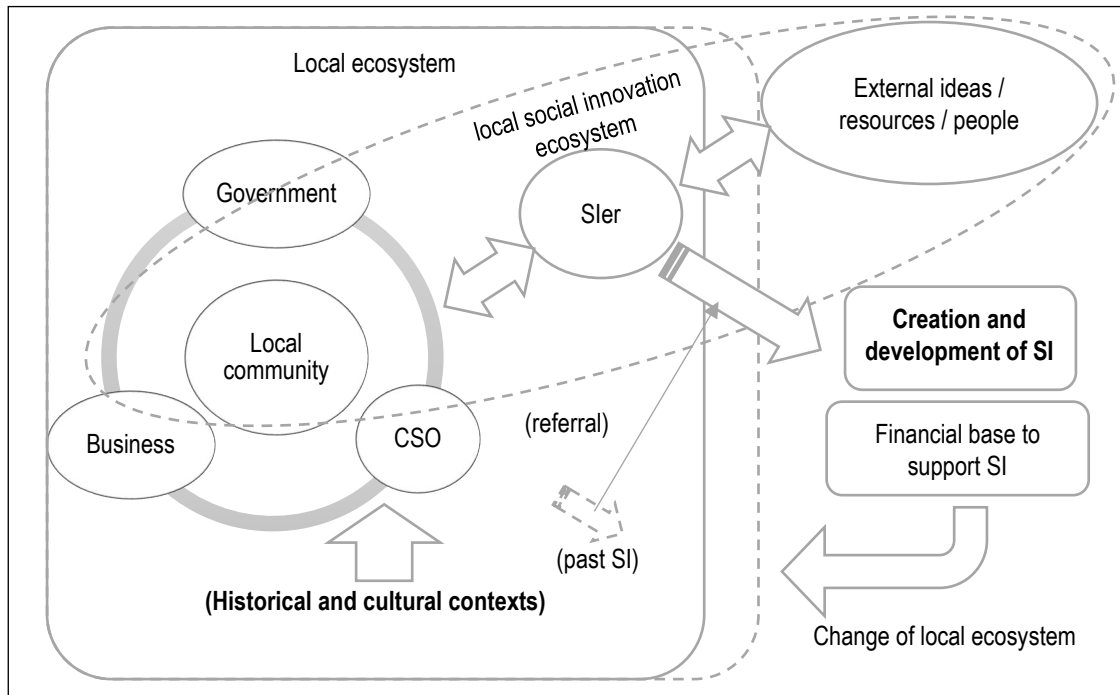 Local ecosystem
local social innovation
ecosystem
External ideas /
resources / people
Government
SIer
Local
community
Creation and
development of SI
Business
CSO
(referral)
Financial base to
support SI
(past SI)
(Historical and cultural contexts)
Change of local ecosystem